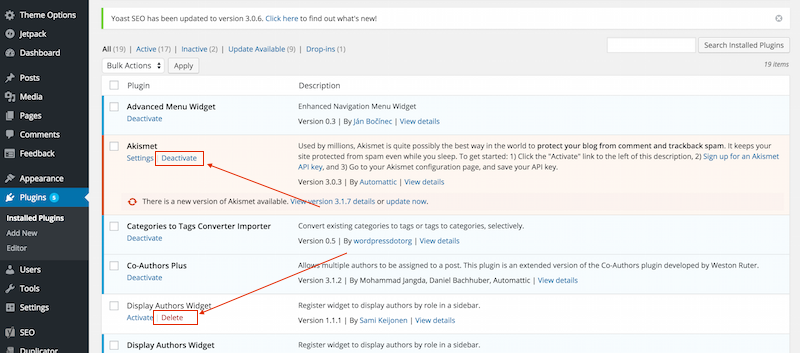 Theme Options
Jetpack
Dashboard
Posts
Media
Pages
Comments
Feedback
Appearance
Plugins 5
Installed Plugins
Add New
Editor
Users
Tools
Settings
SEO
Duplicator
Yoast SEO has been updated to version 3.0.6. Click here to find out what's new!
All (19) | Active (17) | Inactive (2) | Update Available (9) | Drop-ins (1)
Search Installed Plugins
Bulk Actions Apply
19 items
Plugin Description
Advanced Menu Widget
Deactivate
Enhanced Navigation Menu Widget
Version 0.3 | By Ján Bočínec | View details
Akismet
Settings | Deactivate
Used by millions, Akismet is quite possibly the best way in the world to protect your blog from comment and trackback spam. It keeps your
site protected from spam even while you sleep. To get started: 1) Click the "Activate" link to the left of this description, 2) Sign up for an Akismet
API key, and 3) Go to your Akismet configuration page, and save your API key.
Version 3.0.3 | By Automattic | View details
There is a new version of Akismet available. View version 3.1.7 details or update now.
Categories to Tags Converter Importer
Deactivate
Convert existing categories to tags or tags to categories, selectively.
Version 0.5 | By wordpressdotorg | View details
Co-Authors Plus
Deactivate
Allows multiple authors to be assigned to a post. This plugin is an extended version of the Co-Authors plugin developed by Weston Ruter.
Version 3.1.2 | By Mohammad Jangda, Daniel Bachhuber, Automattic | View details
Display Authors Widget
Activate | Delete
Register widget to display authors by role in a sidebar.
Version 1.1.1 | By Sami Keijonen | View details
Display Authors Widget
Register widget to display authors by role in a sidebar.